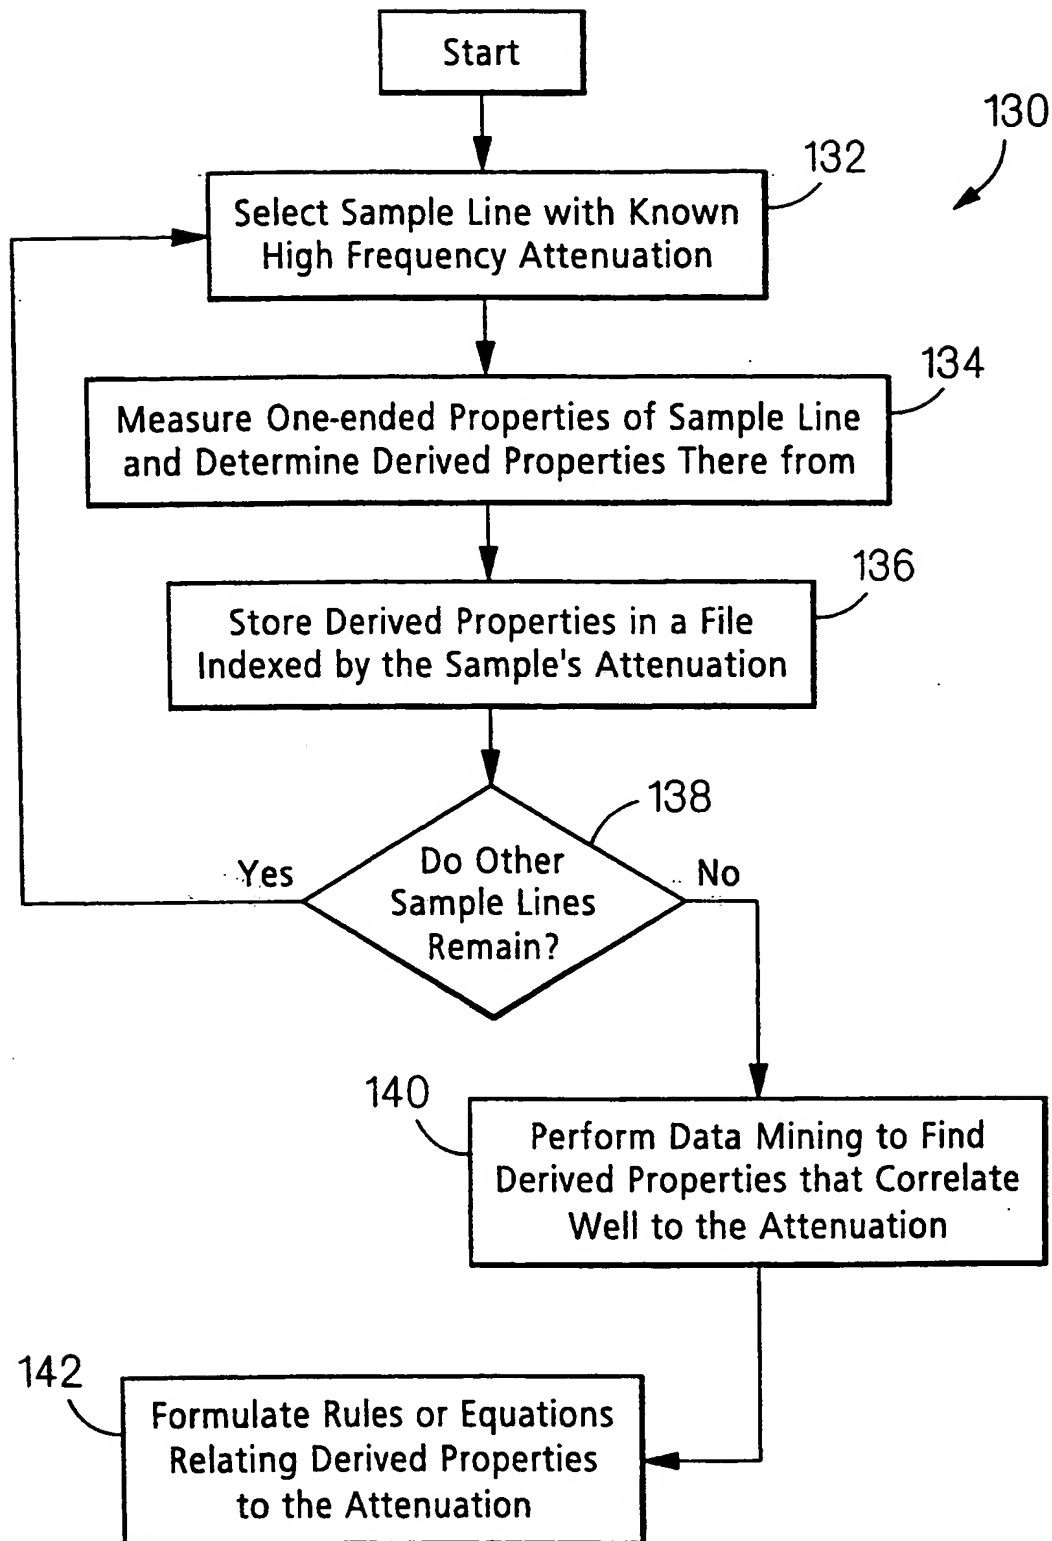 Start
130
132
Select Sample Line with Known
High Frequency Attenuation
134
Measure One-ended Properties of Sample Line
and Determine Derived Properties There from
136
Store Derived Properties in a File
Indexed by the Sample's Attenuation
138
Yes
Do Other
Sample Lines
Remain?
No
140
Perform Data Mining to Find
Derived Properties that Correlate
Well to the Attenuation
142
Formulate Rules or Equations
Relating Derived Properties
to the Attenuation